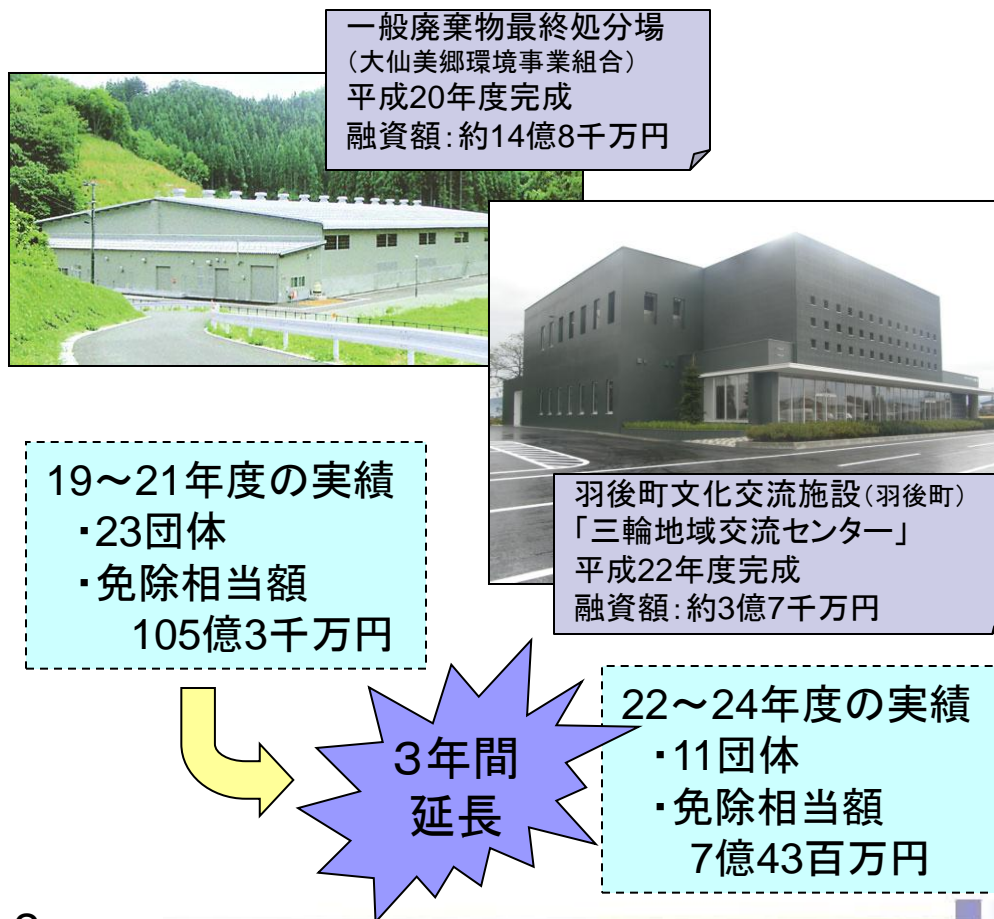 一般廃棄物最終処分場
（大仙美郷環境事業組合）
平成20年度完成
融資額：約14億8千万円
羽後町文化交流施設（羽後町）
「三輪地域交流センター」
平成22年度完成
融資額：約3億7千万円
19～21年度の実績
・23団体
・免除相当額
105億3千万円
３年間
延長
22～24年度の実績
・11団体
・免除相当額
7億43百万円